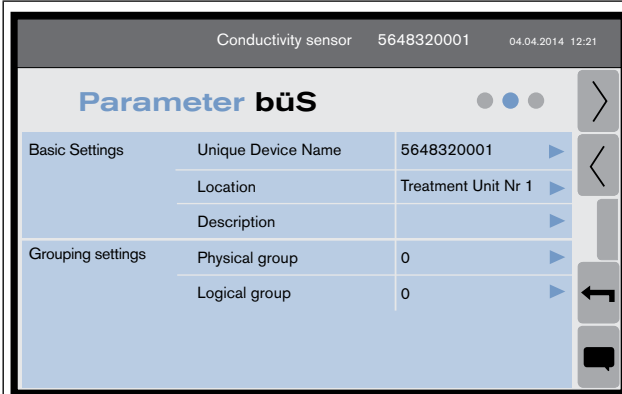 Conductivity sensor 5648320001 04.04.2014 12:21
Parameter büS
Basic Settings Unique Device Name 5648320001
Location Treatment Unit Nr 1
Description
Grouping settings Physical group 0
Logical group 0